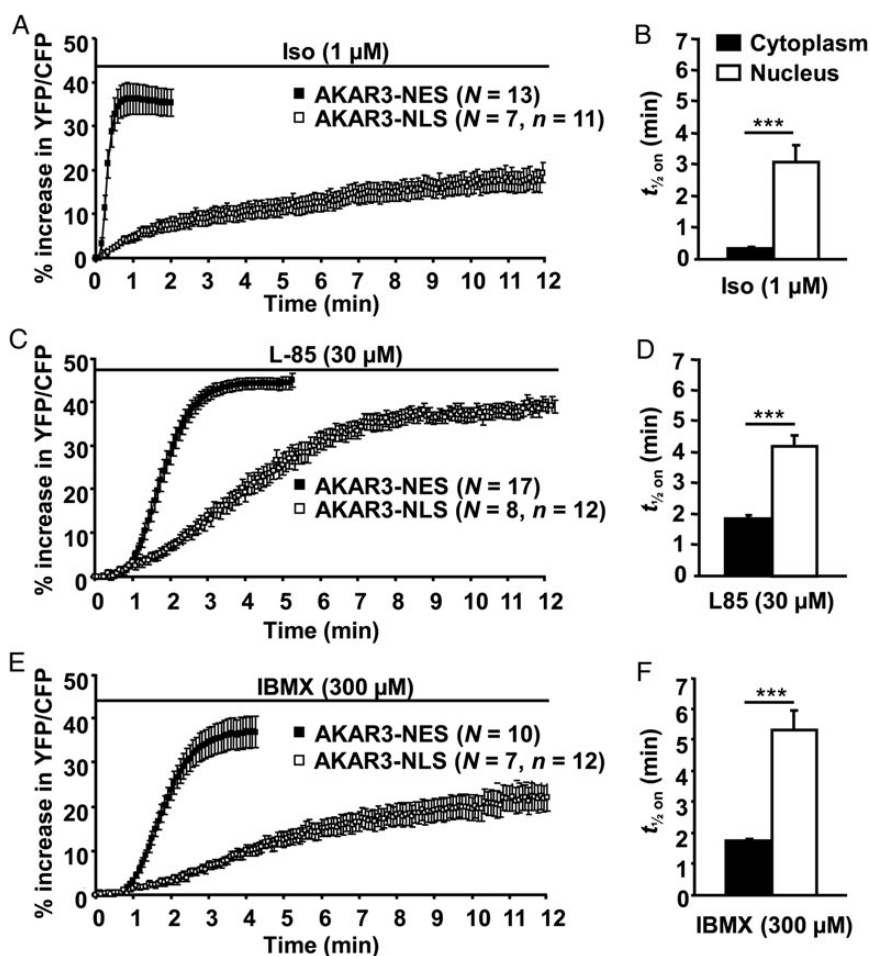 A
% increase in YFP/CFP
50
40
30
20
10
0
Iso (1 µM)
AKAR3-NES (N = 13)
AKAR3-NLS (N = 7, n = 11)
0 1 2 3 4 5 6 7 8 9 10 11 12
Time (min)
B
t½ on (min)
7
6
5
4
3
2
1
0
Cytoplasm
Nucleus
***
Iso (1 µM)
C
% increase in YFP/CFP
50
40
30
20
10
0
L-85 (30 µM)
AKAR3-NES (N = 17)
AKAR3-NLS (N = 8, n = 12)
0 1 2 3 4 5 6 7 8 9 10 11 12
Time (min)
D
t½ on (min)
7
6
5
4
3
2
1
0
***
L85 (30 µM)
E
% increase in YFP/CFP
50
40
30
20
10
0
IBMX (300 µM)
AKAR3-NES (N = 10)
AKAR3-NLS (N = 7, n = 12)
0 1 2 3 4 5 6 7 8 9 10 11 12
Time (min)
F
t½ on (min)
7
6
5
4
3
2
1
0
***
IBMX (300 µM)